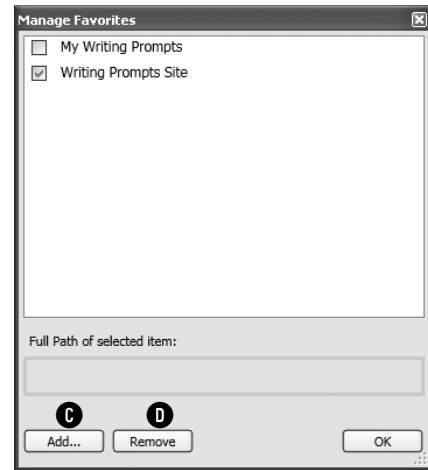 Manage Favorites
My Writing Prompts
Writing Prompts Site
Full Path of selected item:
C D
Add... Remove OK